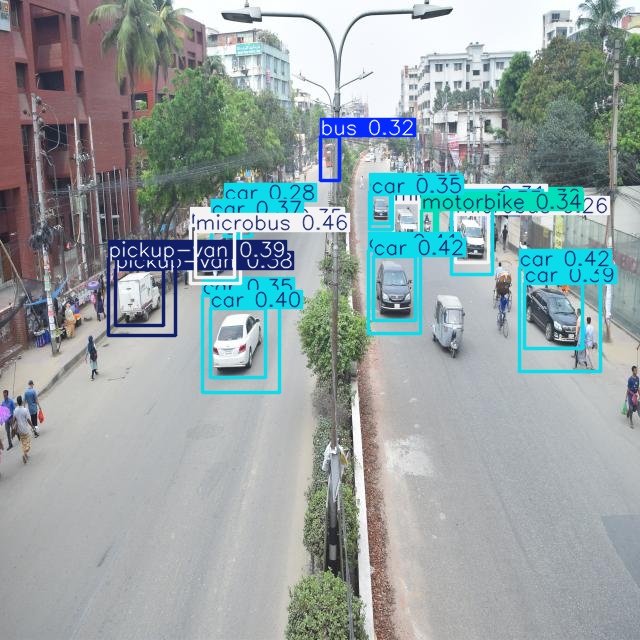 bus 0.32
car 0.28
car 0.35
car 0.37
motorbike 0.34
microbus 0.46
26
pickup-van 0.39
pickup-van 0.38
car 0.42
car 0.42
car 0.39
car 0.35
car 0.40